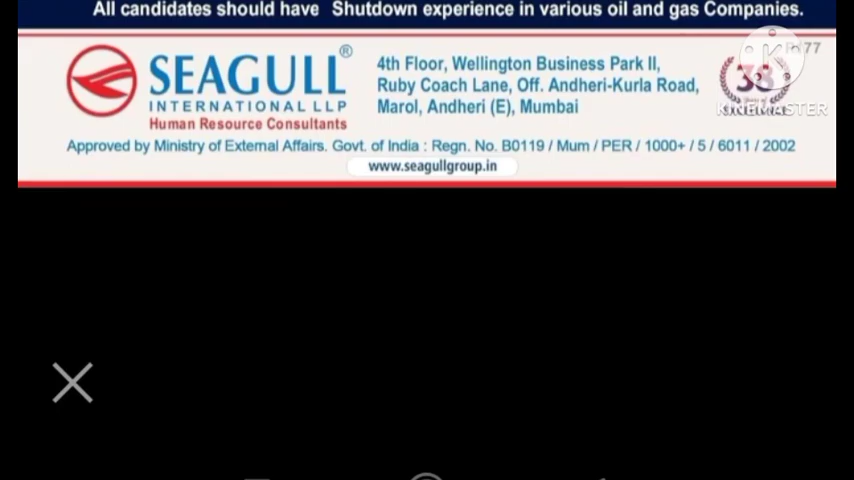 All candidates should have Shutdown experience in various oil and gas Companies.
SEAGULL®
INTERNATIONAL LLP
Human Resource Consultants
4th Floor, Wellington Business Park II,
Ruby Coach Lane, Off. Andheri-Kurla Road,
Marol, Andheri (E), Mumbai
38
KINEMASTER
Approved by Ministry of External Affairs. Govt. of India : Regn. No. B0119 / Mum / PER / 1000+ / 5 / 6011 / 2002
www.seagullgroup.in